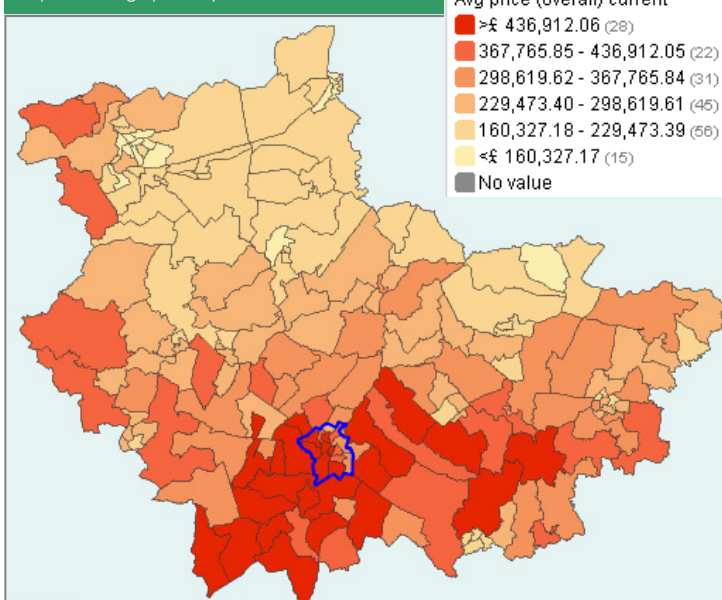 Avg price (overall) current
>£ 436,912.06 (28)
367,765.85 - 436,912.05 (22)
298,619.62 - 367,765.84 (31)
229,473.40 - 298,619.61 (45)
160,327.18 - 229,473.39 (56)
<£ 160,327.17 (15)
No value